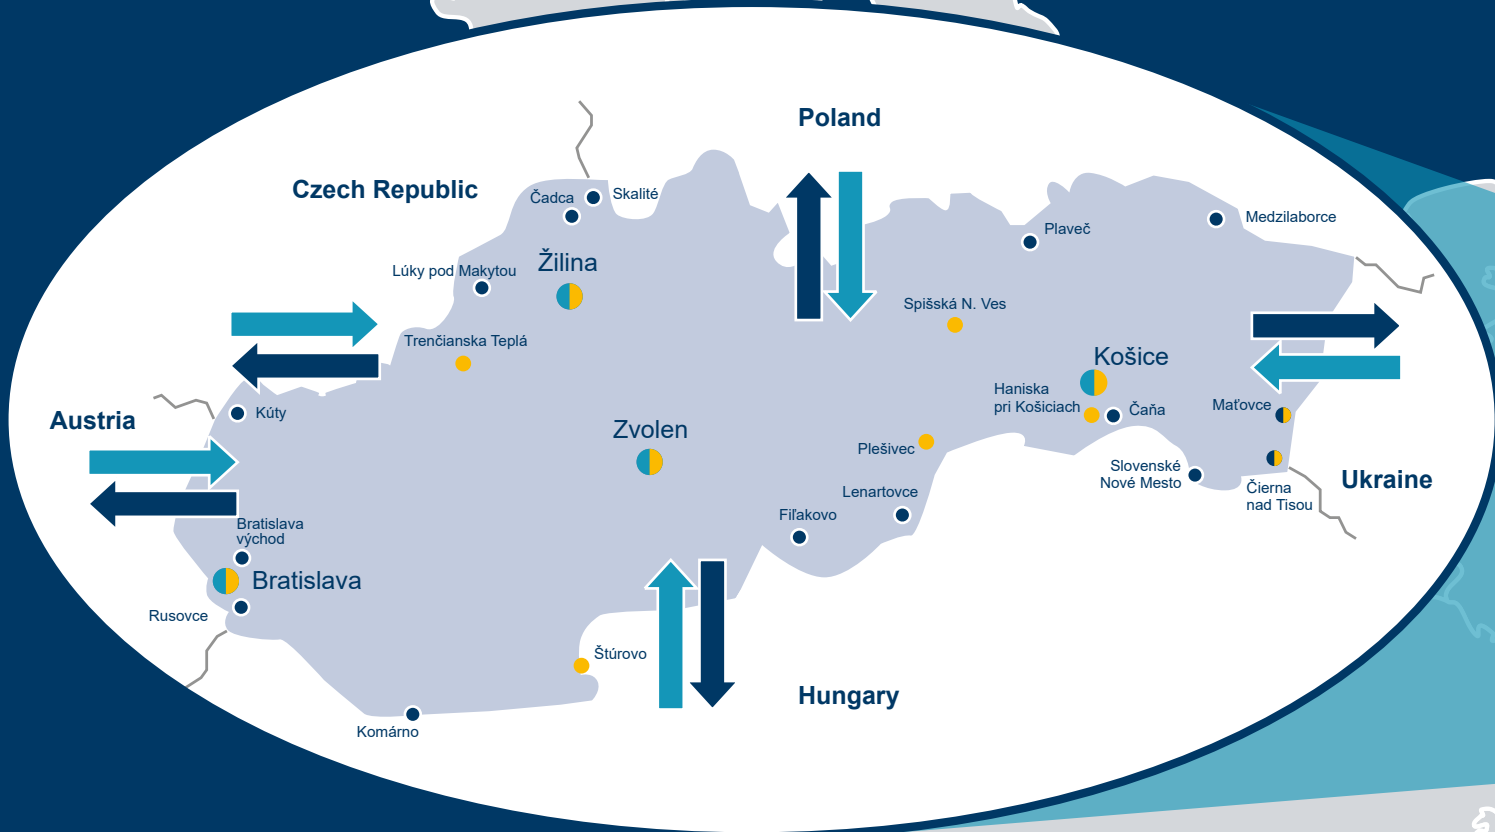 Poland
Czech Republic
Čadca
Skalité
Medzilaborce
Plaveč
Žilina
Lúky pod Makytou
Spišská N. Ves
Trenčianska Teplá
Košice
Haniska
pri Košiciach
Čaňa
Maťovce
Kúty
Austria
Zvolen
Plešivec
Slovenské
Nové Mesto
Ukraine
Čierna
nad Tisou
Lenartovce
Fiľakovo
Bratislava
východ
Bratislava
Rusovce
Štúrovo
Hungary
Komárno